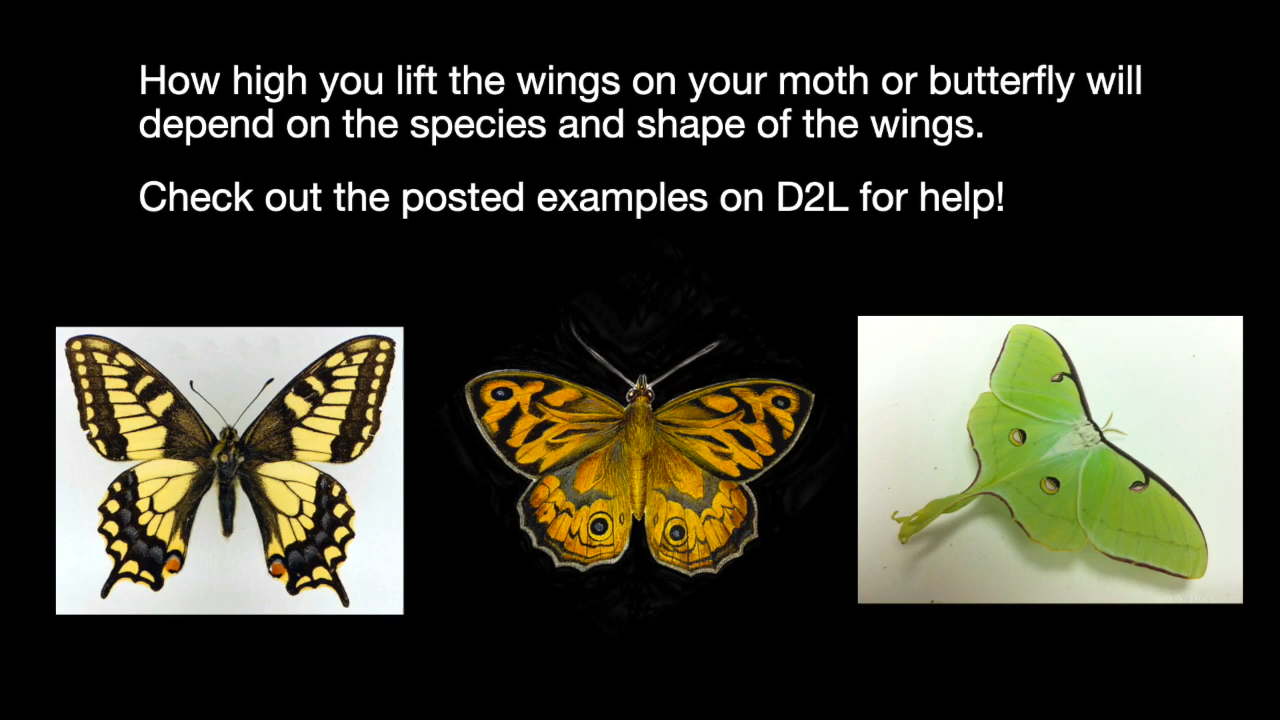 How high you lift the wings on your moth or butterfly will
depend on the species and shape of the wings.
Check out the posted examples on D2L for help!